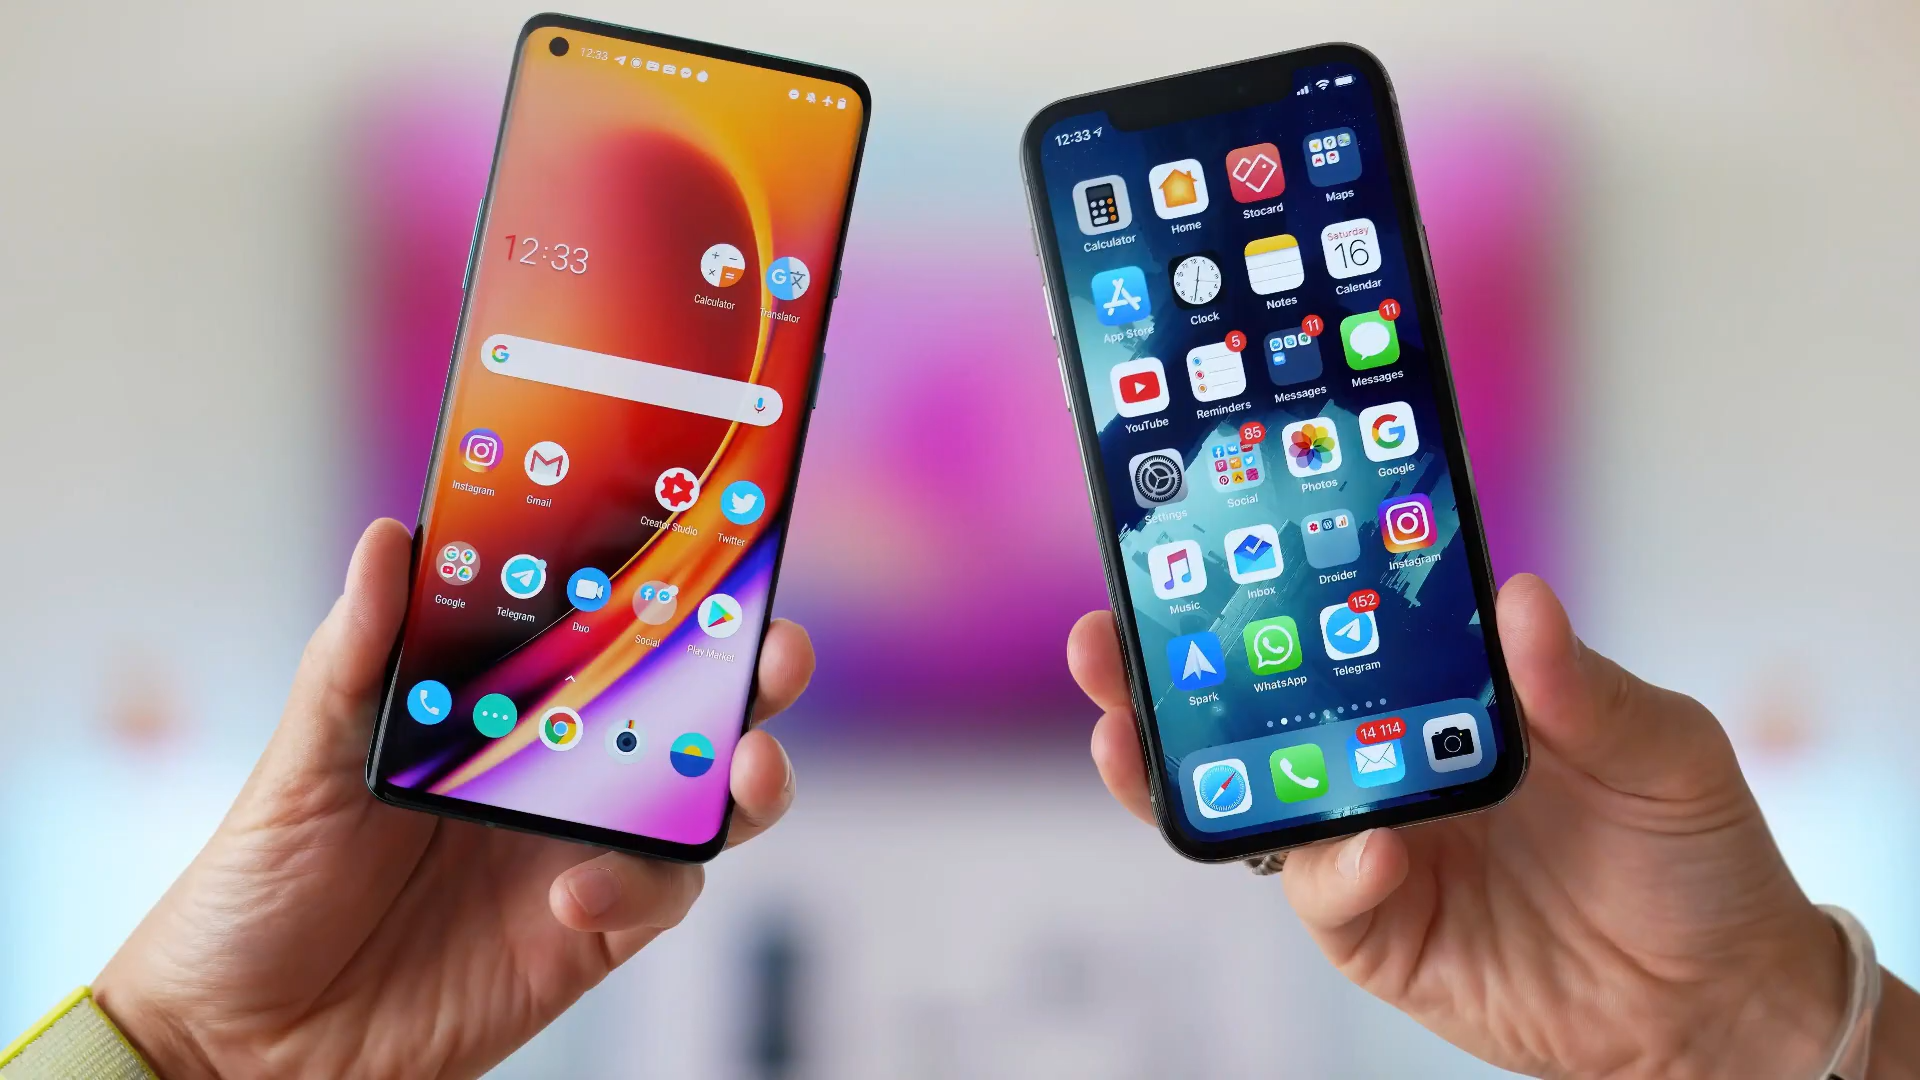 12:33
12:33
Calculator
Translator
Instagram
Gmail
Creator Studio
Twitter
Google
Telegram
Duo
Social
Play Market
12:33
Calculator
Home
Stocard
Maps
App Store
Clock
Notes
Saturday
16
Calendar
YouTube
5
Reminders
11
Messages
11
Messages
Settings
85
Social
Photos
Google
Music
Inbox
Droider
Instagram
Spark
WhatsApp
152
Telegram
14 114